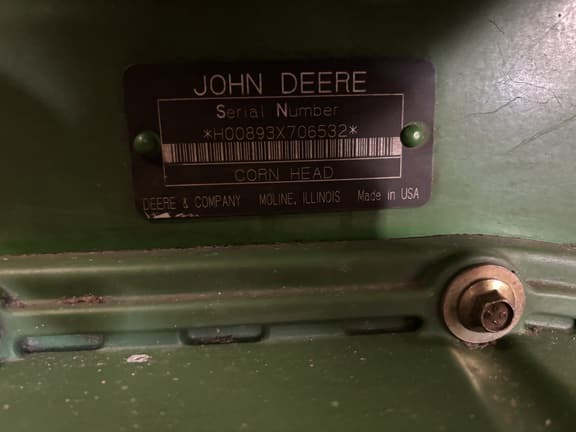 JOHN DEERE
Serial Number
*H00893X706532*
CORN HEAD
DEERE & COMPANY MOLINE, ILLINOIS Made in USA